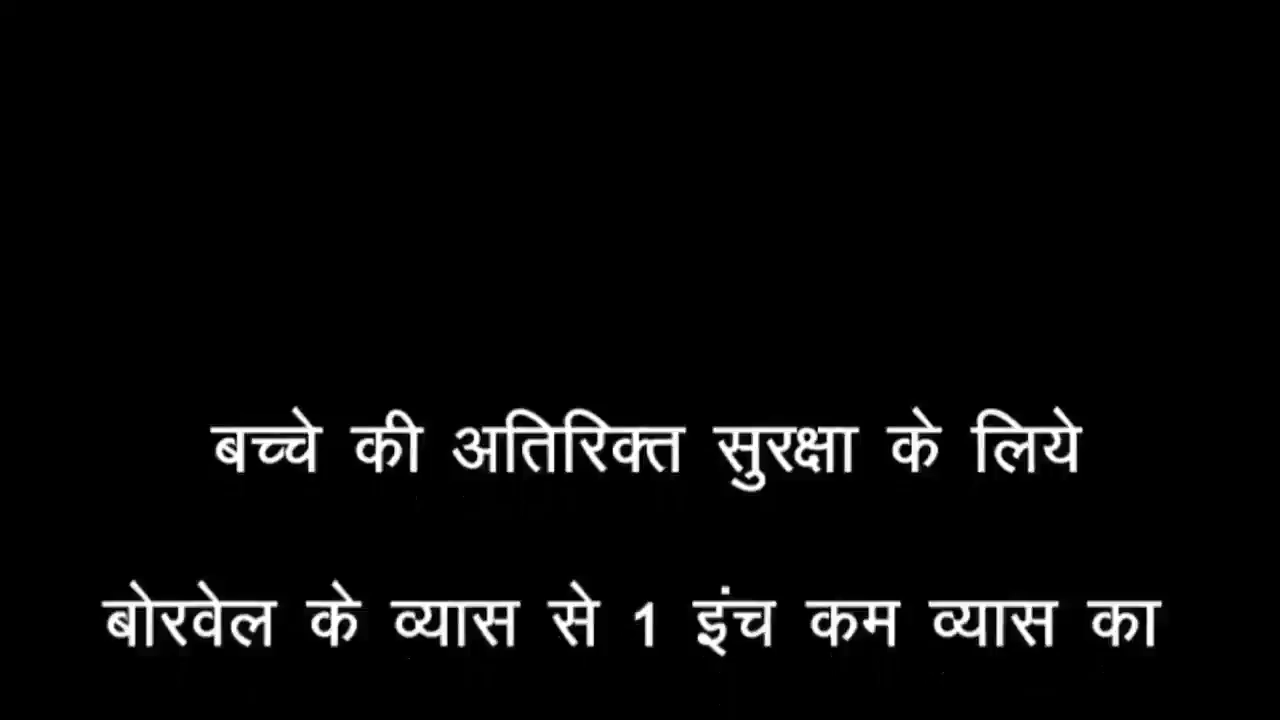 बच्चे की अतिरिक्त सुरक्षा के लिये
बोरवेल के व्यास से 1 इंच कम व्यास का